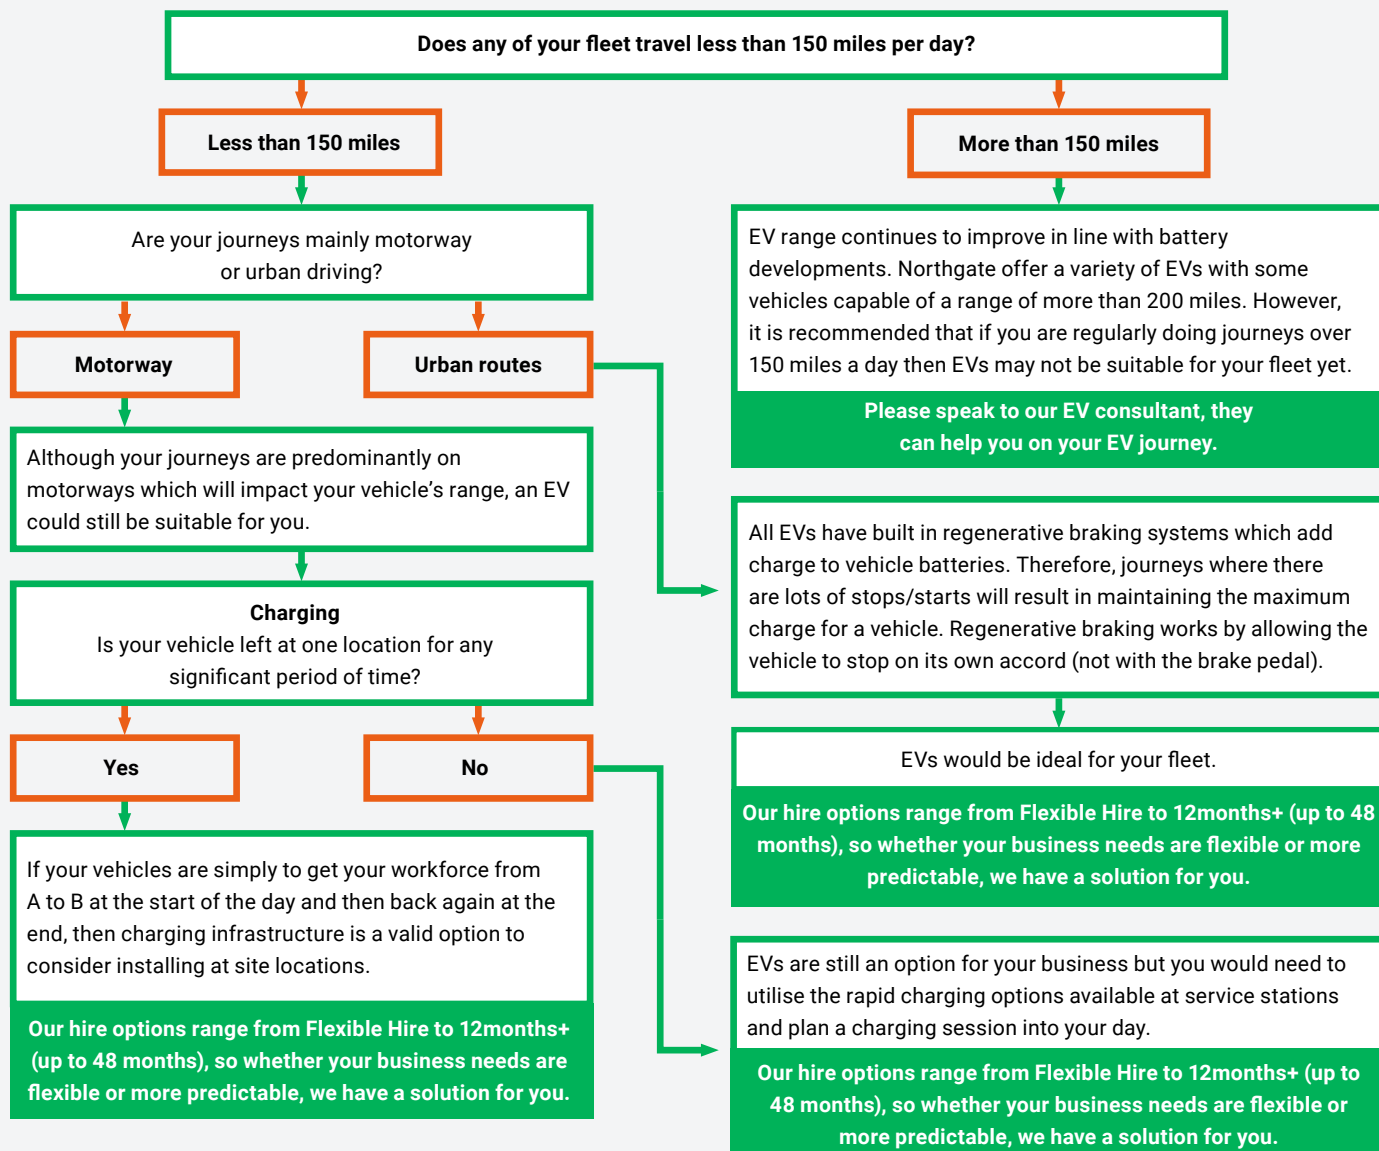 Does any of your fleet travel less than 150 miles per day?
Less than 150 miles
More than 150 miles
Are your journeys mainly motorway
or urban driving?
Motorway
Urban routes
Although your journeys are predominantly on
motorways which will impact your vehicle's range, an EV
could still be suitable for you.
Charging
Is your vehicle left at one location for any
significant period of time?
Yes
No
If your vehicles are simply to get your workforce from
A to B at the start of the day and then back again at the
end, then charging infrastructure is a valid option to
consider installing at site locations.
Our hire options range from Flexible Hire to 12months+
(up to 48 months), so whether your business needs are
flexible or more predictable, we have a solution for you.
EV range continues to improve in line with battery
developments. Northgate offer a variety of EVs with some
vehicles capable of a range of more than 200 miles. However,
it is recommended that if you are regularly doing journeys over
150 miles a day then EVs may not be suitable for your fleet yet.
Please speak to our EV consultant, they
can help you on your EV journey.
All EVs have built in regenerative braking systems which add
charge to vehicle batteries. Therefore, journeys where there
are lots of stops/starts will result in maintaining the maximum
charge for a vehicle. Regenerative braking works by allowing the
vehicle to stop on its own accord (not with the brake pedal).
EVs would be ideal for your fleet.
Our hire options range from Flexible Hire to 12months+ (up to 48
months), so whether your business needs are flexible or more
predictable, we have a solution for you.
EVs are still an option for your business but you would need to
utilise the rapid charging options available at service stations
and plan a charging session into your day.
Our hire options range from Flexible Hire to 12months+ (up to
48 months), so whether your business needs are flexible or
more predictable, we have a solution for you.